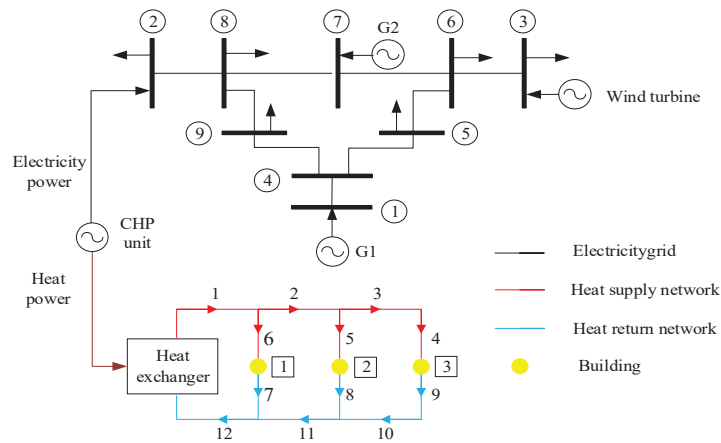 2
8
7
6
3
G2
Wind turbine
9
5
4
1
Electricity
power
CHP
unit
G1
Heat
power
Electricitygrid
Heat supply network
Heat return network
Building
1
2
3
6
5
4
Heat
exchanger
1
2
3
7
8
9
12
11
10